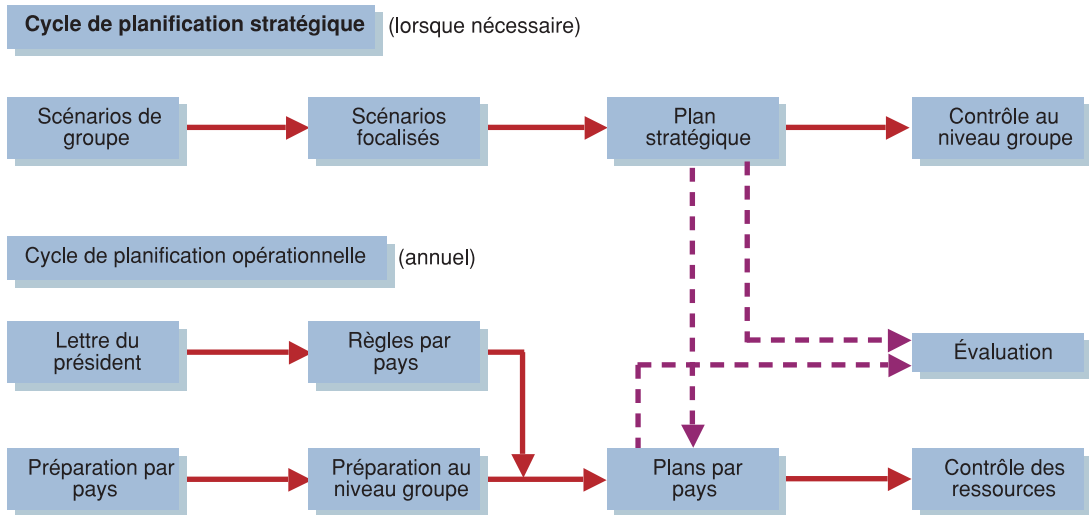 Cycle de planification stratégique (lorsque nécessaire)
Scénarios de
groupe
Scénarios
focalisés
Plan
stratégique
Contrôle au
niveau groupe
Cycle de planification opérationnelle (annuel)
Lettre du
président
Règles par
pays
Évaluation
Préparation par
pays
Préparation au
niveau groupe
Plans par
pays
Contrôle des
ressources